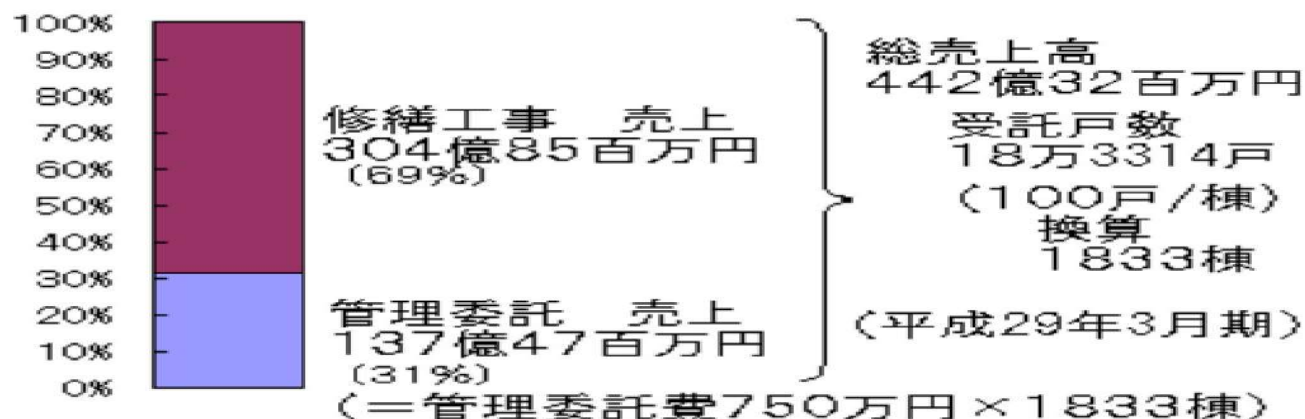 100%
90%
80%
70%
60%
50%
40%
30%
20%
10%
0%
修繕工事　売上
304億85百万円
(69%)
管理委託　売上
137億47百万円
(31%)
(=管理委託費750万円×1833棟)
総売上高
442億32百万円
受託戸数
18万3314戸
(100戸/棟)
換算
1833棟
(平成29年3月期)